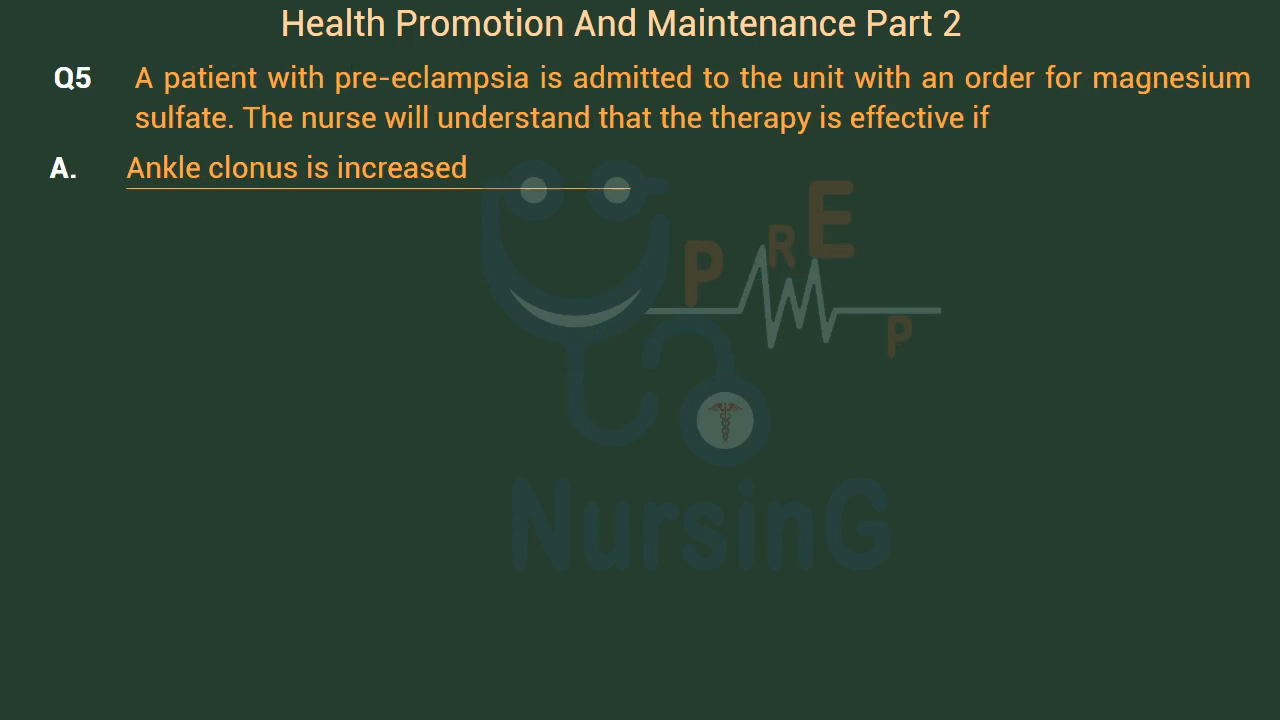 Health Promotion And Maintenance Part 2
Q5 A patient with pre-eclampsia is admitted to the unit with an order for magnesium
sulfate. The nurse will understand that the therapy is effective if
A. Ankle clonus is increased
P R E P
NursinG